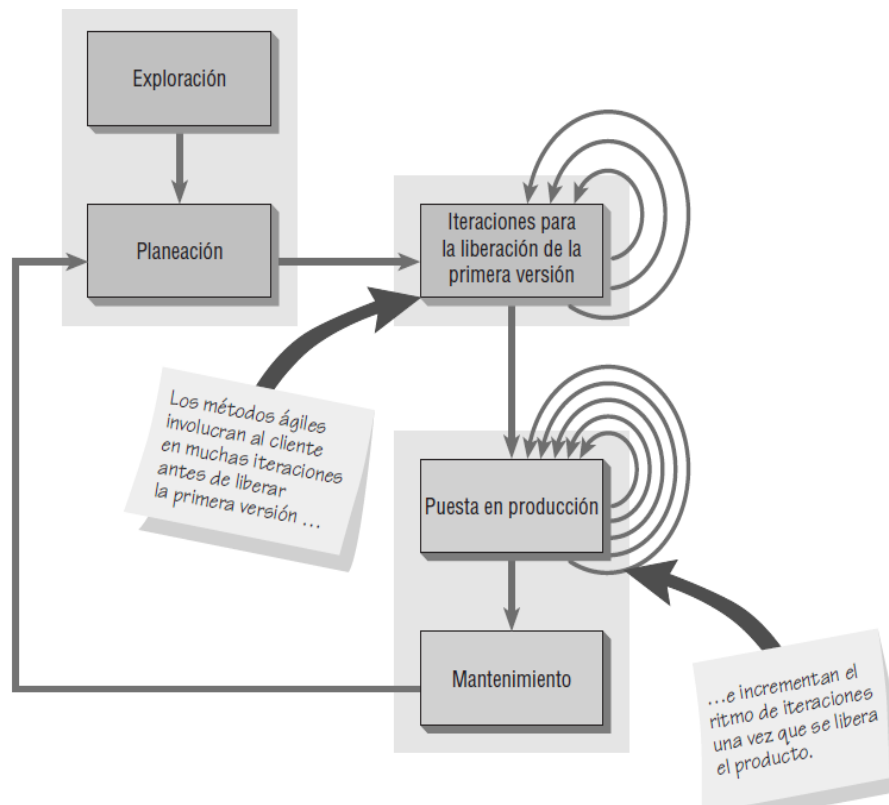 Exploración
Planeación
Iteraciones para
la liberación de la
primera versión
Los métodos ágiles
involucran al cliente
en muchas iteraciones
antes de liberar
la primera versión ...
Puesta en producción
Mantenimiento
...e incrementan el
ritmo de iteraciones
una vez que se libera
el producto.